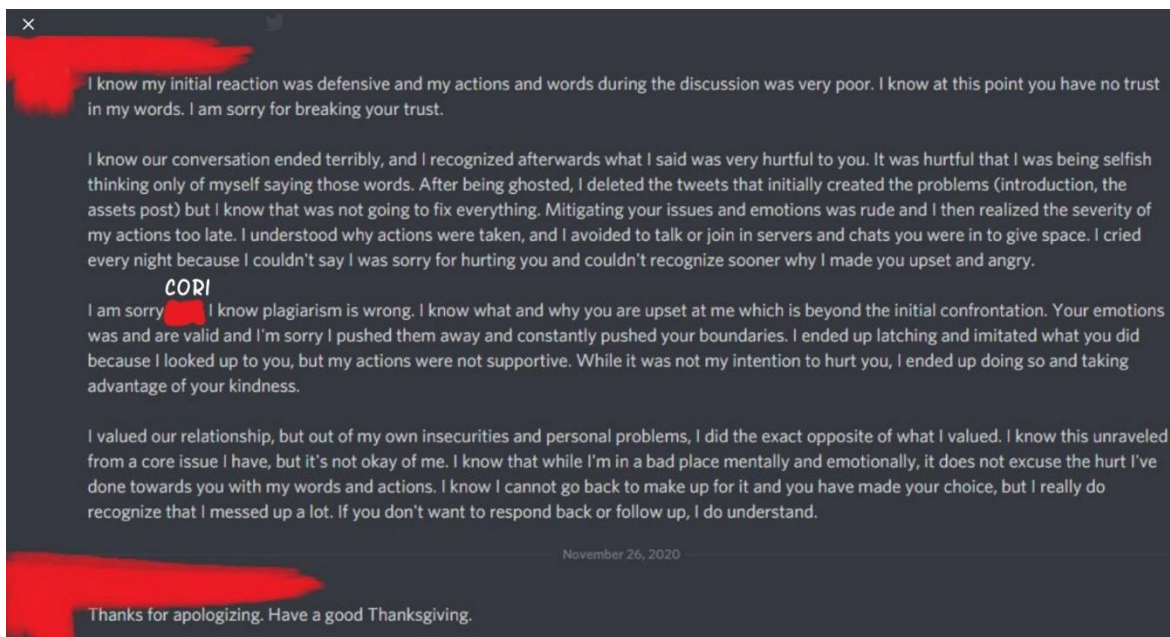 I know my initial reaction was defensive and my actions and words during the discussion was very poor. I know at this point you have no trust
in my words. I am sorry for breaking your trust.
I know our conversation ended terribly, and I recognized afterwards what I said was very hurtful to you. It was hurtful that I was being selfish
thinking only of myself saying those words. After being ghosted, I deleted the tweets that initially created the problems (introduction, the
assets post) but I know that was not going to fix everything. Mitigating your issues and emotions was rude and I then realized the severity of
my actions too late. I understood why actions were taken, and I avoided to talk or join in servers and chats you were in to give space. I cried
every night because I couldn't say I was sorry for hurting you and couldn't recognize sooner why I made you upset and angry.
CORI
I am sorry I know plagiarism is wrong. I know what and why you are upset at me which is beyond the initial confrontation. Your emotions
was and are valid and I'm sorry I pushed them away and constantly pushed your boundaries. I ended up latching and imitated what you did
because I looked up to you, but my actions were not supportive. While it was not my intention to hurt you, I ended up doing so and taking
advantage of your kindness.
I valued our relationship, but out of my own insecurities and personal problems, I did the exact opposite of what I valued. I know this unraveled
from a core issue I have, but it's not okay of me. I know that while I'm in a bad place mentally and emotionally, it does not excuse the hurt I've
done towards you with my words and actions. I know I cannot go back to make up for it and you have made your choice, but I really do
recognize that I messed up a lot. If you don't want to respond back or follow up, I do understand.
November 26, 2020
Thanks for apologizing. Have a good Thanksgiving.